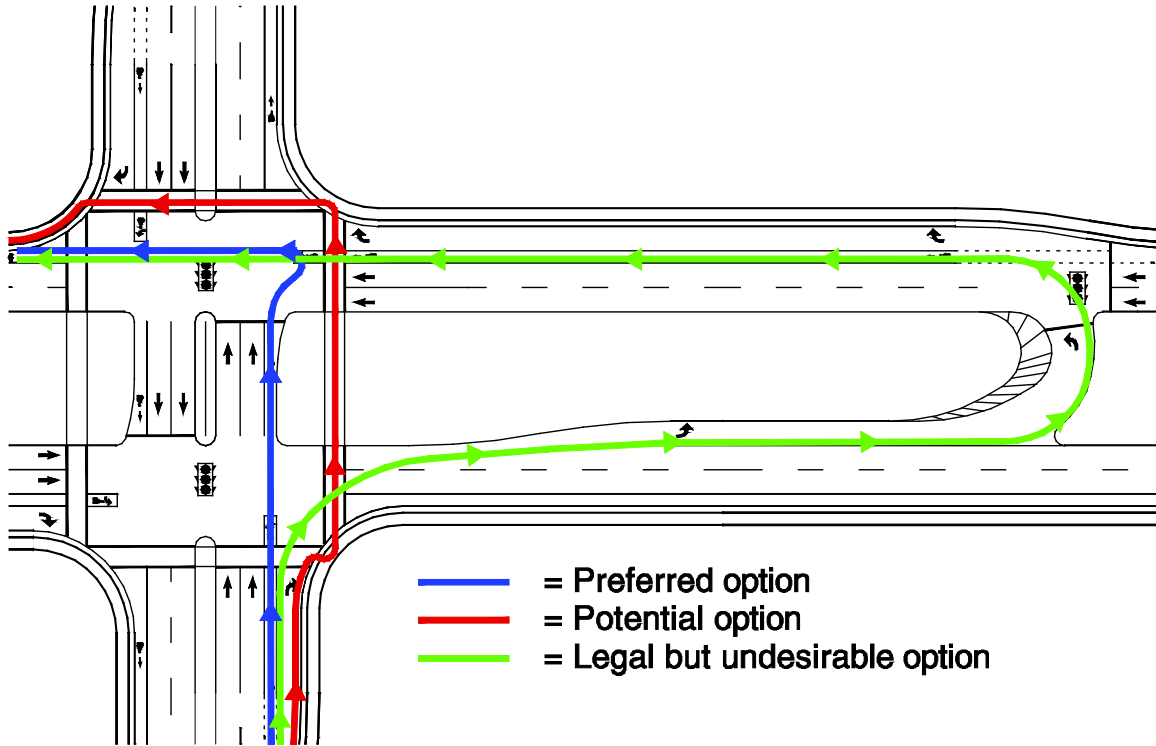 = Preferred option
= Potential option
= Legal but undesirable option